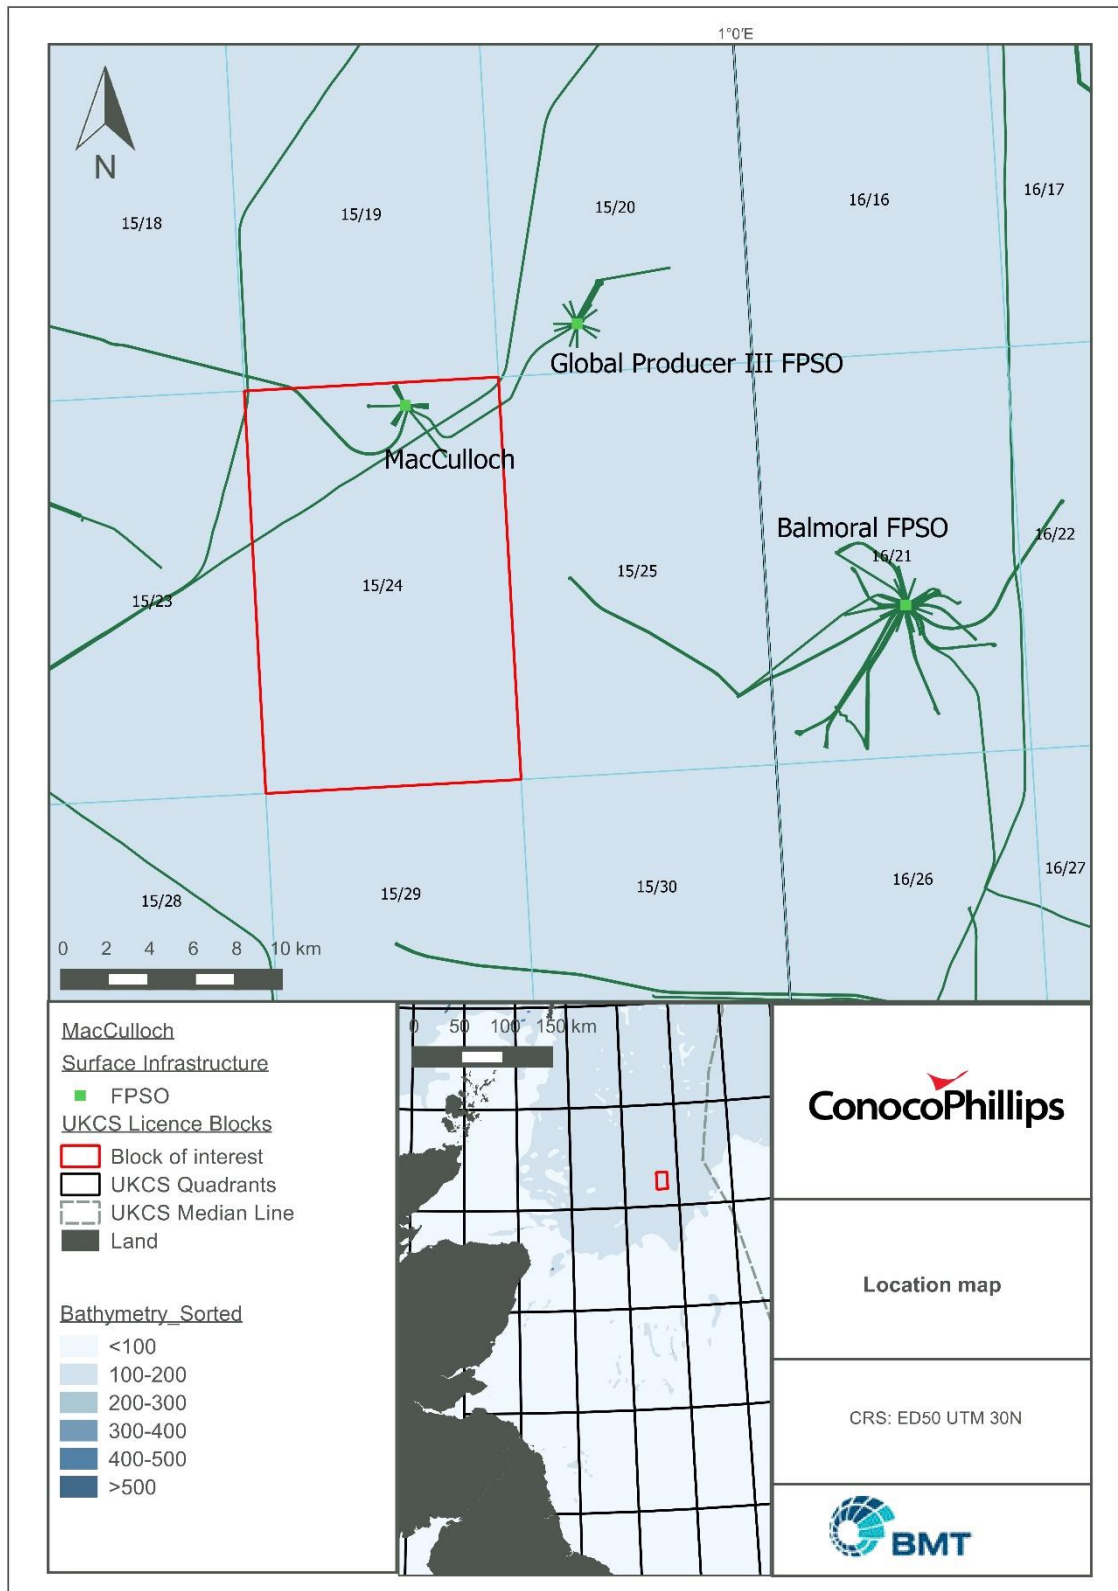 1°0'E
N
15/18
15/19
15/20
16/16
16/17
Global Producer III FPSO
MacCulloch
Balmoral FPSO
16/21
16/22
15/23
15/24
15/25
15/28
15/29
15/30
16/26
16/27
0 2 4 6 8 10 km
MacCulloch
Surface Infrastructure
FPSO
UKCS Licence Blocks
Block of interest
UKCS Quadrants
UKCS Median Line
Land
Bathymetry_Sorted
<100
100-200
200-300
300-400
400-500
>500
0 50 100 150 km
ConocoPhillips
Location map
CRS: ED50 UTM 30N
BMT